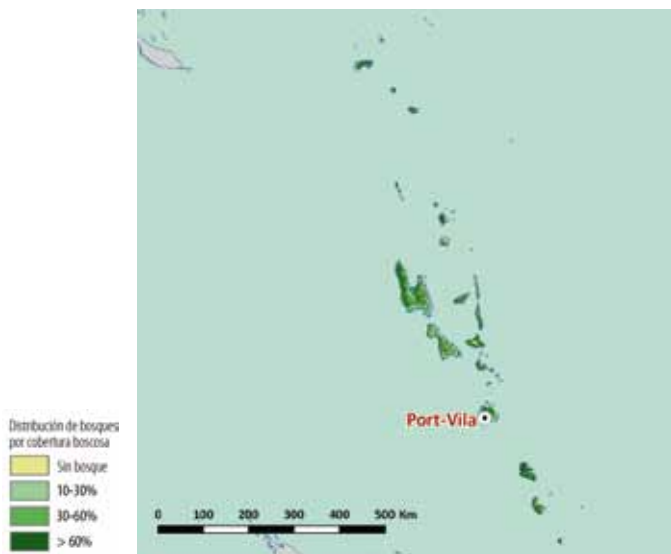 Port-Vila
Distribución de bosques
por cobertura boscosa
Sin bosque
10-30%
30-60%
> 60%
0 100 200 300 400 500 Km